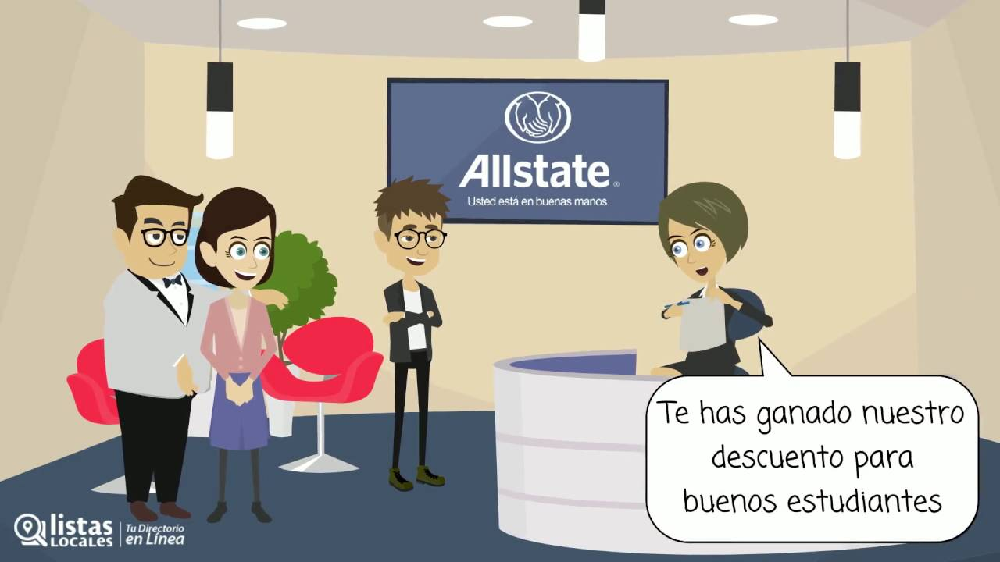 Allstate®
Usted está en buenas manos.
Te has ganado nuestro
descuento para
buenos estudiantes
listas
LOCALES
Tu Directorio
en Línea